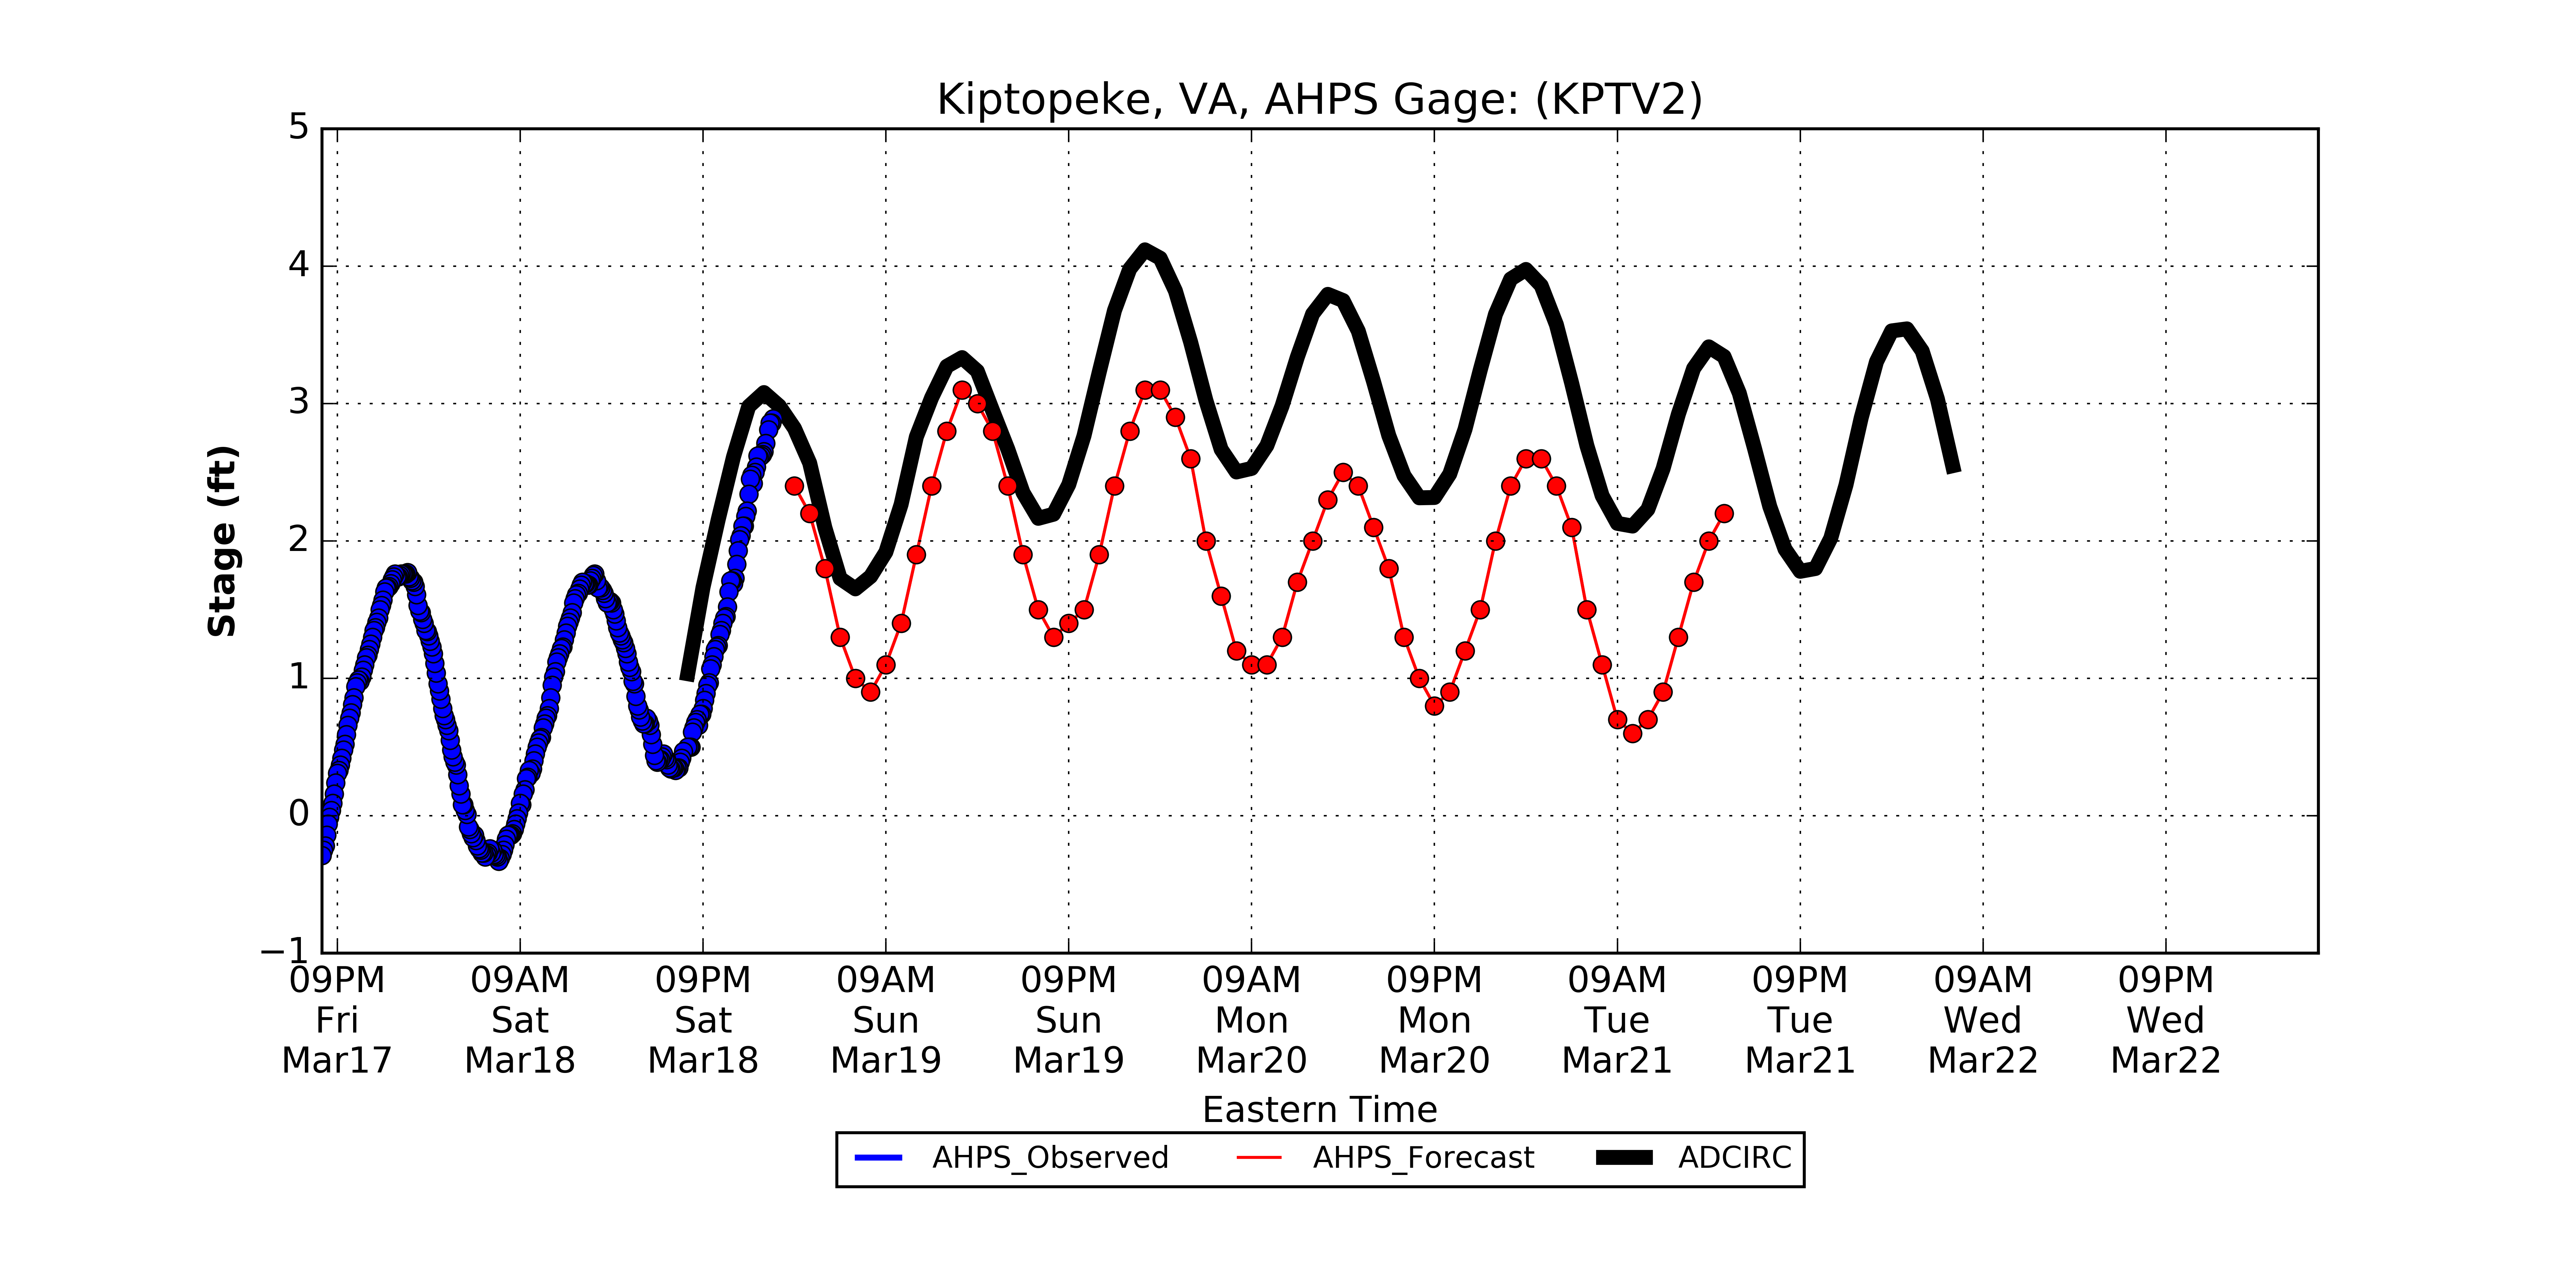 Kiptopeke, VA, AHPS Gage: (KPTV2)
5
4
3
2
1
0
−1
Stage (ft)
09PM 09AM 09PM 09AM 09PM 09AM 09PM 09AM 09PM 09AM 09PM
Fri Sat Sat Sun Sun Mon Mon Tue Tue Wed Wed
Mar17 Mar18 Mar18 Mar19 Mar19 Mar20 Mar20 Mar21 Mar21 Mar22 Mar22
Eastern Time
AHPS_Observed AHPS_Forecast ADCIRC